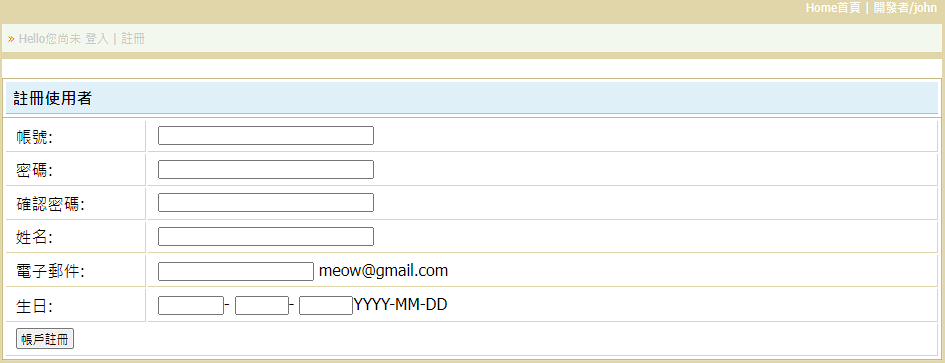 Home首頁 | 開發者/john
» Hello您尚未 登入 | 註冊
註冊使用者
帳號:
密碼:
確認密碼:
姓名:
電子郵件: meow@gmail.com
生日: - - YYYY-MM-DD
帳戶註冊